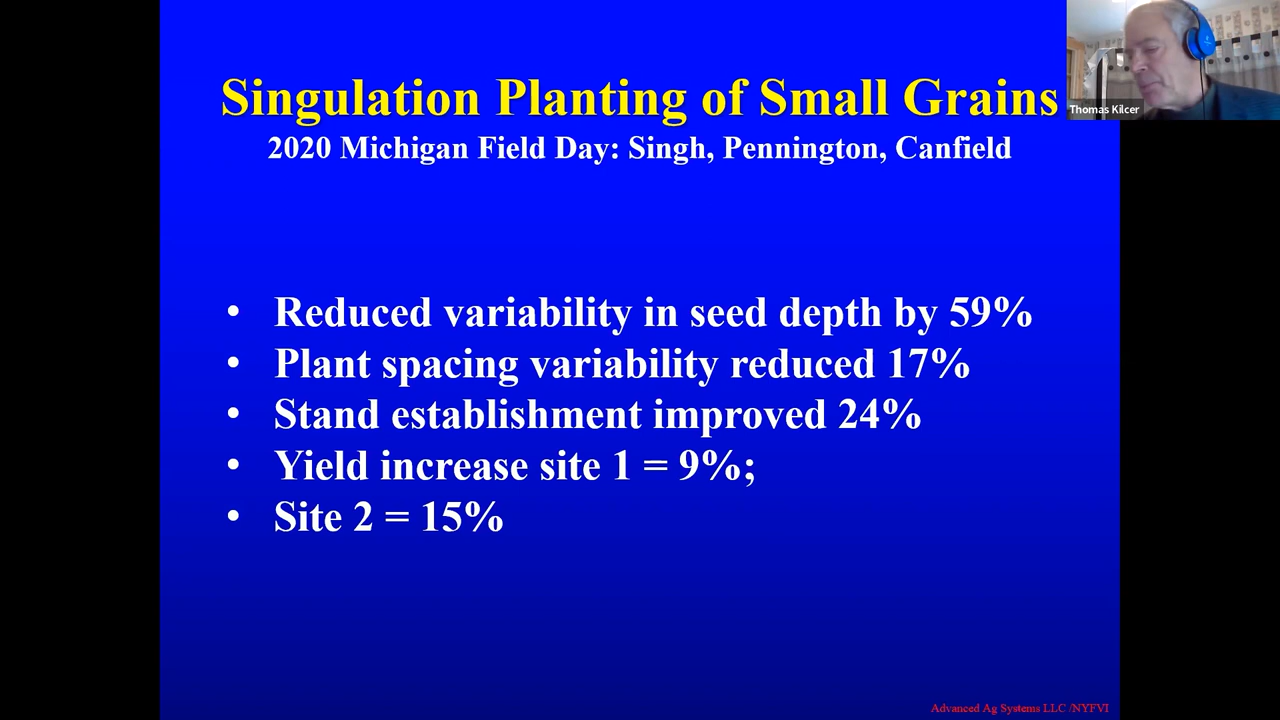 Singulation Planting of Small Grains
2020 Michigan Field Day: Singh, Pennington, Canfield
• Reduced variability in seed depth by 59%
• Plant spacing variability reduced 17%
• Stand establishment improved 24%
• Yield increase site 1 = 9%;
• Site 2 = 15%
Thomas Kilcer
Advanced Ag Systems LLC /NYFVI